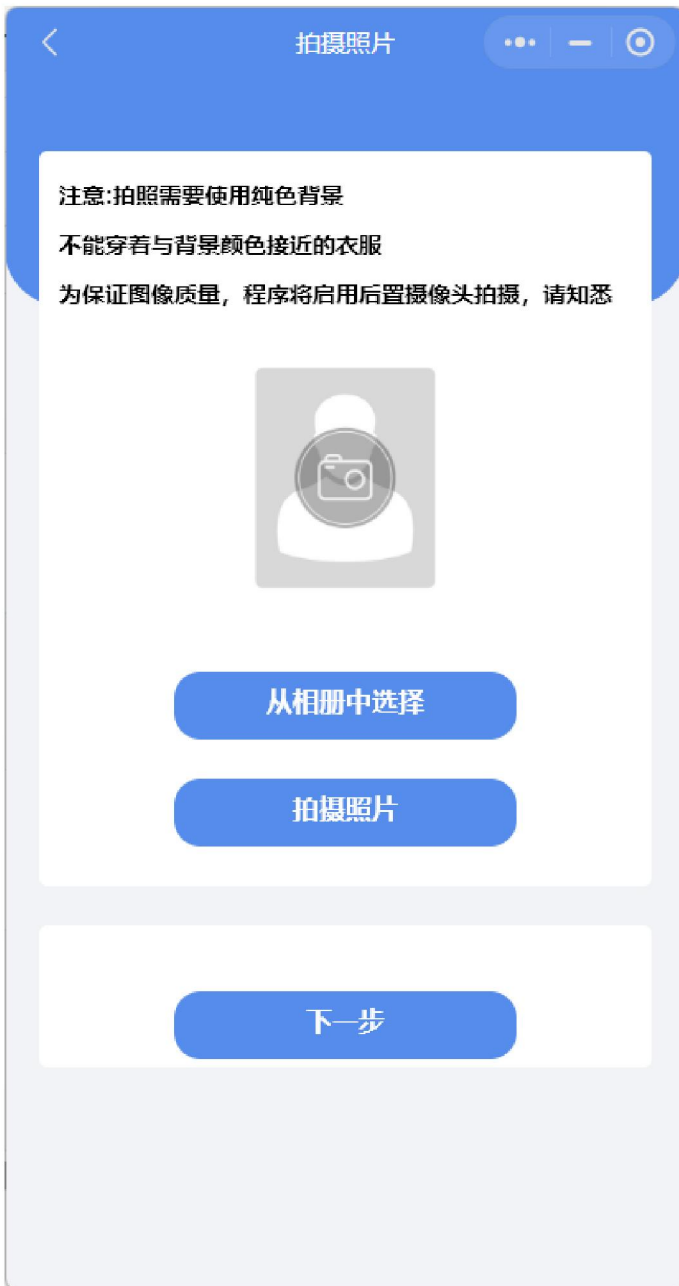 拍摄照片
注意:拍照需要使用纯色背景
不能穿着与背景颜色接近的衣服
为保证图像质量，程序将启用后置摄像头拍摄，请知悉
从相册中选择
拍摄照片
下一步